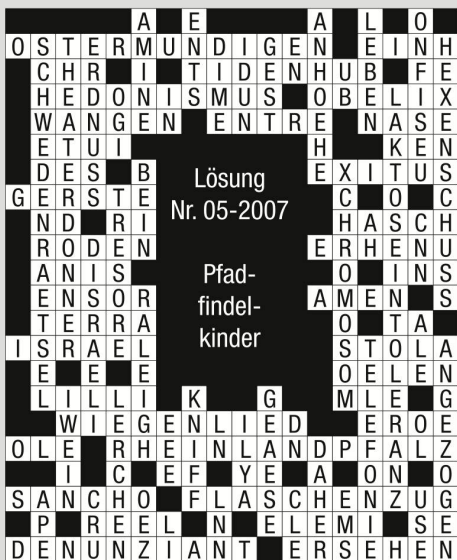 A E A L O
OSTERMUNDIGEN EINH
CHR I TIDENHUB FE
HEDONISMUS OBELIX
WANGEN ENTRE NASE
ETUI H KEN
DES B EXITUS
GERSTE C O C
ND RI HASCH
RODEN ERHENU
ANIS O INS
ENSOR AMEN S
TERRA O TA
ISRAEL STOLA
E E E OELEN
LILLI K G MLE G
WIEGENLIED EROE
OLE RHEINLANDPFALZ
I C EF YE A ON O
SANCHO FLASCHENZUG
P REEL N ELEMI SE
DENUNZIANT ERSEHEN
Lösung
Nr. 05-2007
Pfad-
findel-
kinder